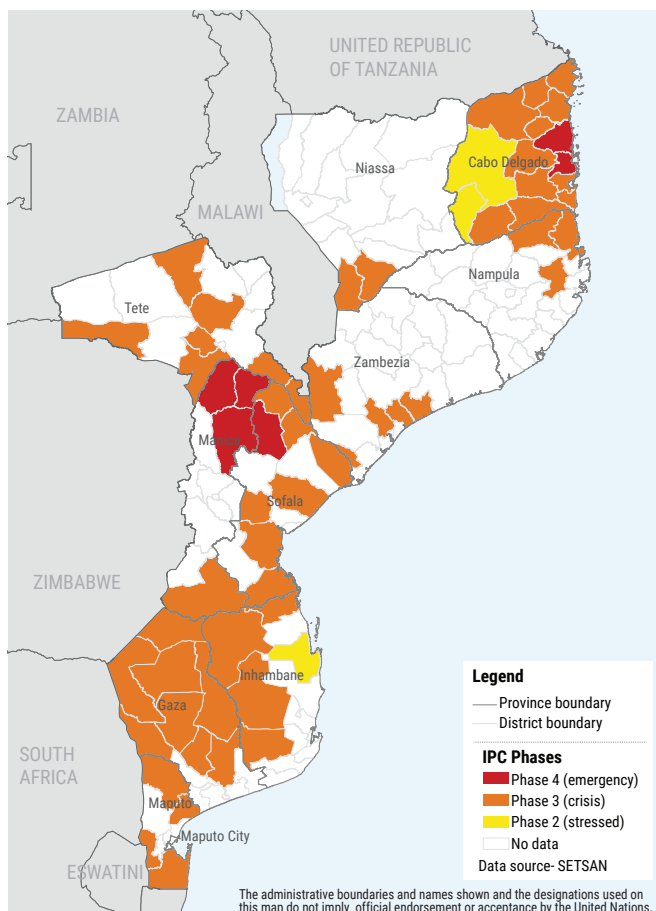 UNITED REPUBLIC
OF TANZANIA
ZAMBIA
Cabo Delgado
Niassa
MALAWI
Nampula
Tete
Zambezia
Sofala
ZIMBABWE
Inhambane
Gaza
SOUTH
AFRICA
Maputo
Maputo City
ESWATINI
Legend
Province boundary
District boundary
IPC Phases
Phase 4 (emergency)
Phase 3 (crisis)
Phase 2 (stressed)
No data
Data source- SETSAN
The administrative boundaries and names shown and the designations used on
this map do not imply official endorsement or acceptance by the United Nations.